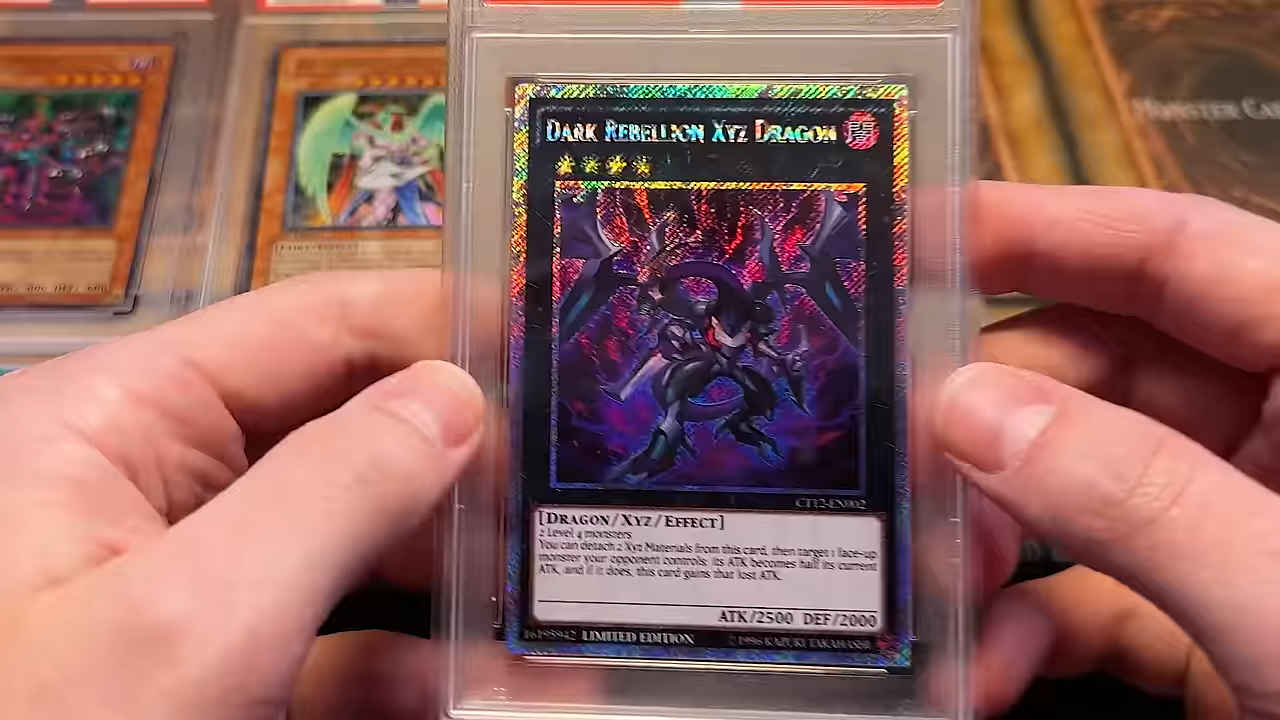 DARK REBELLION XYZ DRAGON 闇
MONSTER CA
CT12-EN002
[DRAGON/XYZ/EFFECT]
2 Level 4 monsters
You can detach 2 Xyz Materials from this card, then target 1 face-up
monster your opponent controls; its ATK becomes half its current
ATK, and if it does, this card gains that lost ATK.
ATK/2500 DEF/2000
16195942 LIMITED EDITION ©1996 KAZUKI TAKAHASHI